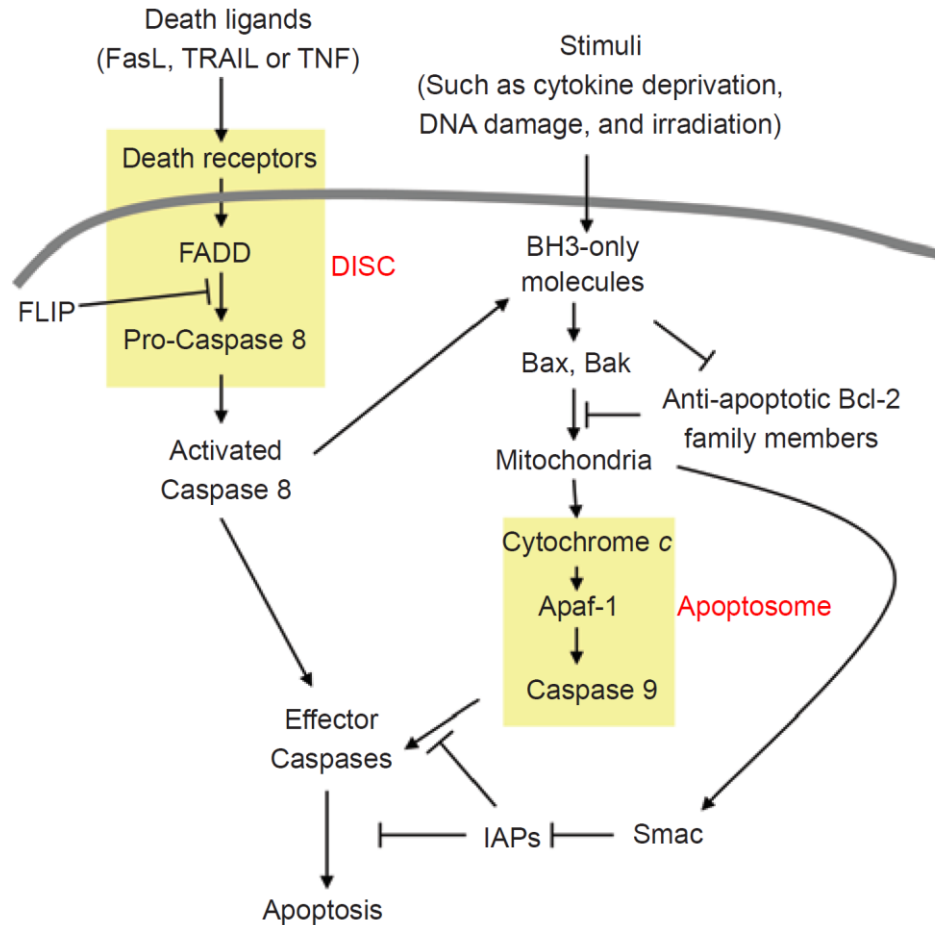 Death ligands
(FasL, TRAIL or TNF)
Stimuli
(Such as cytokine deprivation,
DNA damage, and irradiation)
Death receptors
FADD
DISC
FLIP
Pro-Caspase 8
Activated
Caspase 8
BH3-only
molecules
Bax, Bak
Anti-apoptotic Bcl-2
family members
Mitochondria
Cytochrome c
Apaf-1
Apoptosome
Caspase 9
Effector
Caspases
IAPs
Smac
Apoptosis